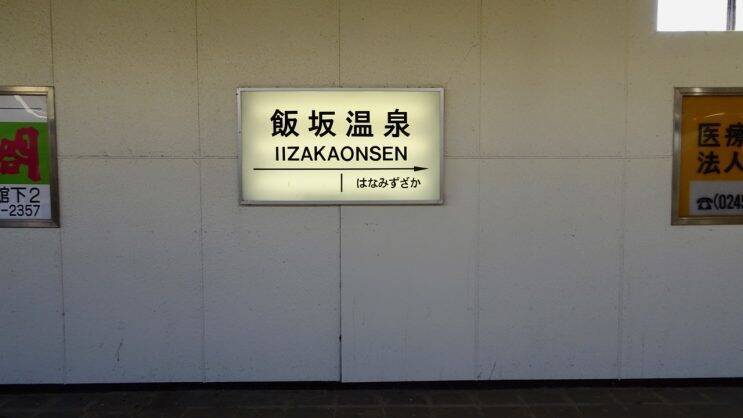 館下2
-2357
飯坂温泉
IIZAKAONSEN
はなみずざか
医療
法人
☎(0245